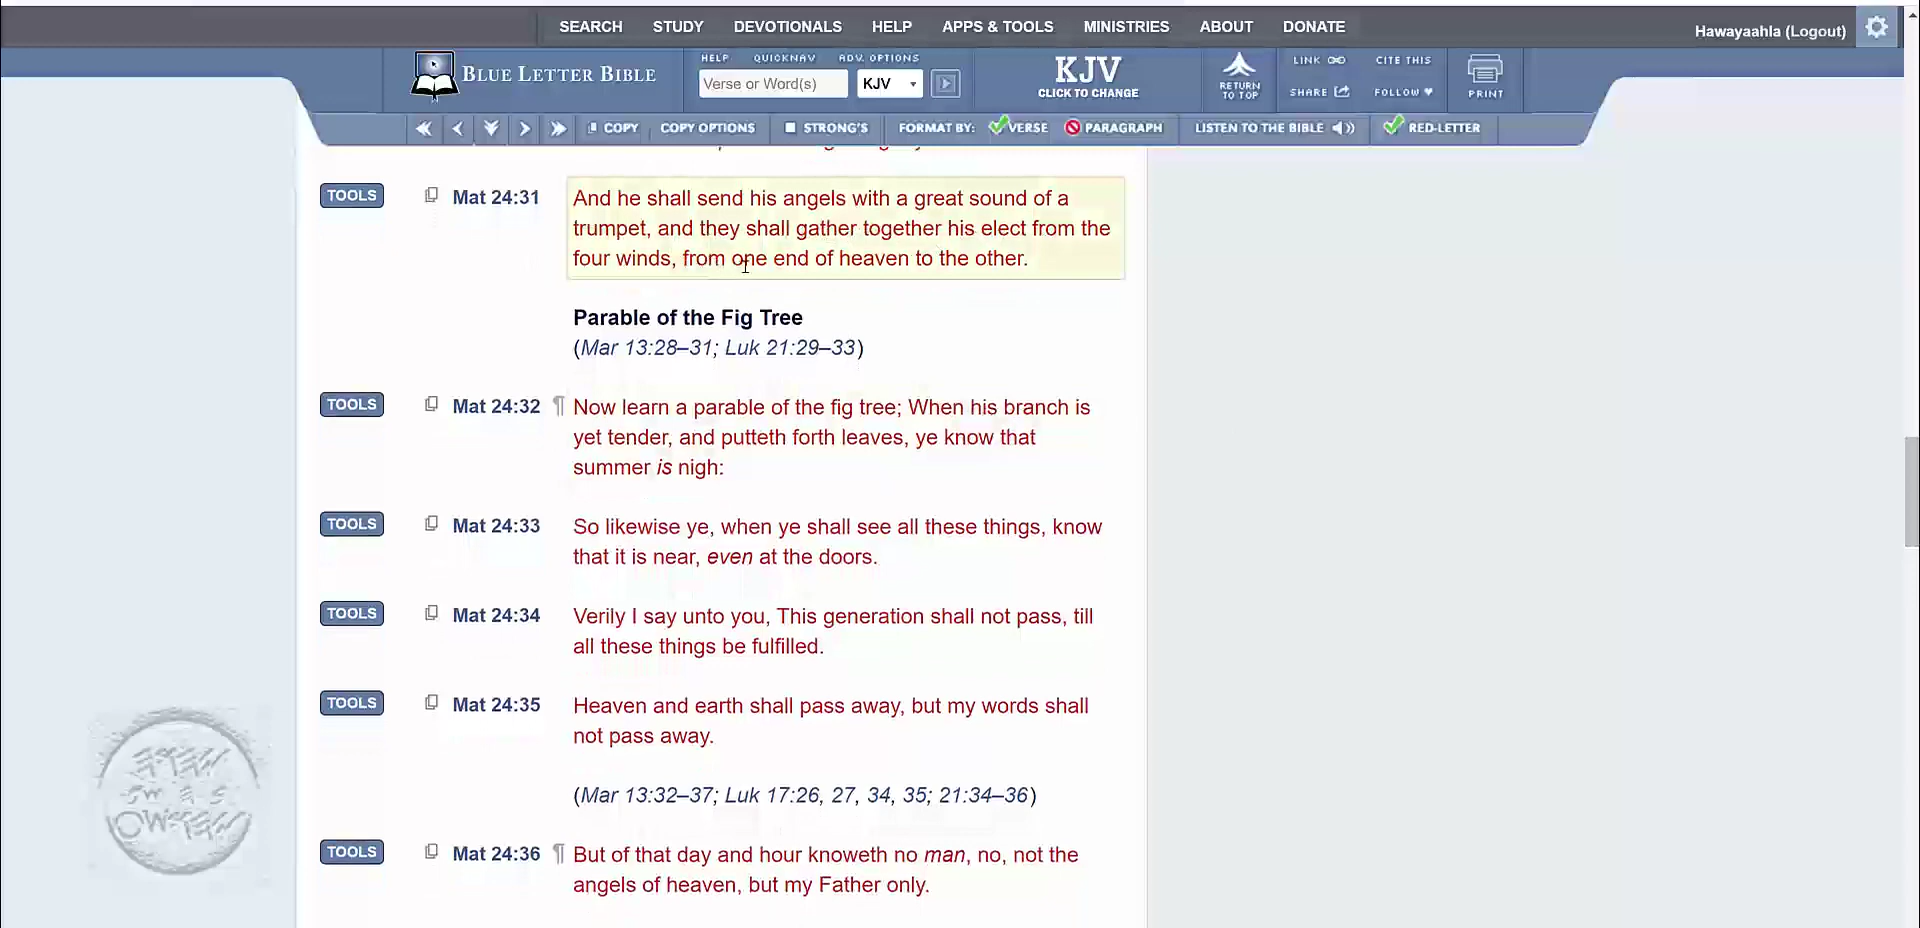 SEARCH STUDY DEVOTIONALS HELP APPS & TOOLS MINISTRIES ABOUT DONATE
Hawayaahla (Logout)
BLUE LETTER BIBLE
HELP QUICKNAV ADV. OPTIONS
Verse or Word(s) KJV
KJV
CLICK TO CHANGE
RETURN
TO TOP
LINK CITE THIS
SHARE FOLLOW
PRINT
COPY COPY OPTIONS STRONG'S FORMAT BY: VERSE PARAGRAPH LISTEN TO THE BIBLE RED-LETTER
TOOLS Mat 24:31 And he shall send his angels with a great sound of a
trumpet, and they shall gather together his elect from the
four winds, from one end of heaven to the other.
Parable of the Fig Tree
(Mar 13:28–31; Luk 21:29–33)
TOOLS Mat 24:32 ¶ Now learn a parable of the fig tree; When his branch is
yet tender, and putteth forth leaves, ye know that
summer is nigh:
TOOLS Mat 24:33 So likewise ye, when ye shall see all these things, know
that it is near, even at the doors.
TOOLS Mat 24:34 Verily I say unto you, This generation shall not pass, till
all these things be fulfilled.
TOOLS Mat 24:35 Heaven and earth shall pass away, but my words shall
not pass away.
(Mar 13:32–37; Luk 17:26, 27, 34, 35; 21:34–36)
TOOLS Mat 24:36 ¶ But of that day and hour knoweth no man, no, not the
angels of heaven, but my Father only.